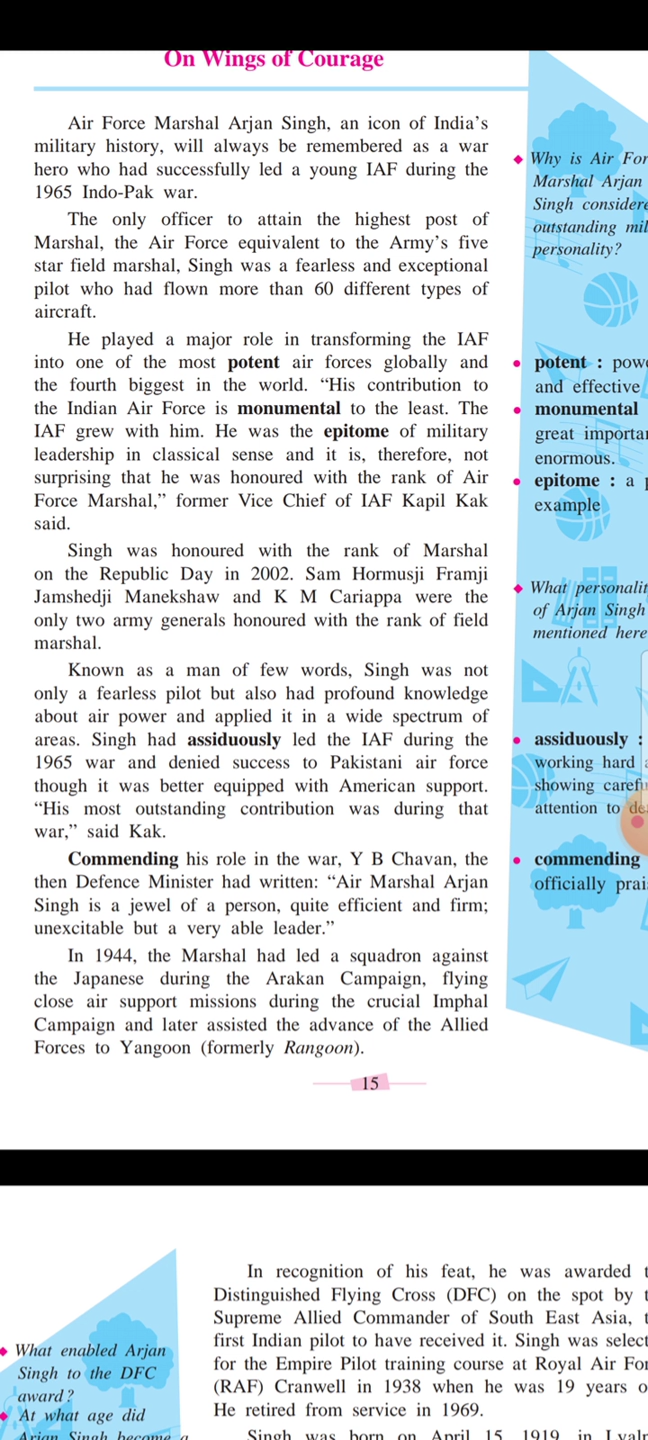 On Wings of Courage
Air Force Marshal Arjan Singh, an icon of India's
military history, will always be remembered as a war
hero who had successfully led a young IAF during the
1965 Indo-Pak war.
The only officer to attain the highest post of
Marshal, the Air Force equivalent to the Army's five
star field marshal, Singh was a fearless and exceptional
pilot who had flown more than 60 different types of
aircraft.
He played a major role in transforming the IAF
into one of the most potent air forces globally and
the fourth biggest in the world. "His contribution to
the Indian Air Force is monumental to the least. The
IAF grew with him. He was the epitome of military
leadership in classical sense and it is, therefore, not
surprising that he was honoured with the rank of Air
Force Marshal," former Vice Chief of IAF Kapil Kak
said.
Singh was honoured with the rank of Marshal
on the Republic Day in 2002. Sam Hormusji Framji
Jamshedji Manekshaw and K M Cariappa were the
only two army generals honoured with the rank of field
marshal.
Known as a man of few words, Singh was not
only a fearless pilot but also had profound knowledge
about air power and applied it in a wide spectrum of
areas. Singh had assiduously led the IAF during the
1965 war and denied success to Pakistani air force
though it was better equipped with American support.
"His most outstanding contribution was during that
war," said Kak.
Commending his role in the war, Y B Chavan, the
then Defence Minister had written: "Air Marshal Arjan
Singh is a jewel of a person, quite efficient and firm;
unexcitable but a very able leader."
In 1944, the Marshal had led a squadron against
the Japanese during the Arakan Campaign, flying
close air support missions during the crucial Imphal
Campaign and later assisted the advance of the Allied
Forces to Yangoon (formerly Rangoon).
Why is Air For
Marshal Arjan
Singh considere
outstanding mil
personality?
potent : pow
and effective
monumental
great importa
enormous.
epitome : a
example
What personalit
of Arjan Singh
mentioned here
assiduously :
working hard
showing carefu
attention to de
commending
officially prai
15
In recognition of his feat, he was awarded t
Distinguished Flying Cross (DFC) on the spot by t
Supreme Allied Commander of South East Asia, t
first Indian pilot to have received it. Singh was select
for the Empire Pilot training course at Royal Air For
(RAF) Cranwell in 1938 when he was 19 years o
He retired from service in 1969.
Singh was born on April 15, 1919 in
What enabled Arjan
Singh to the DFC
award?
At what age did
Arjan Singh become a